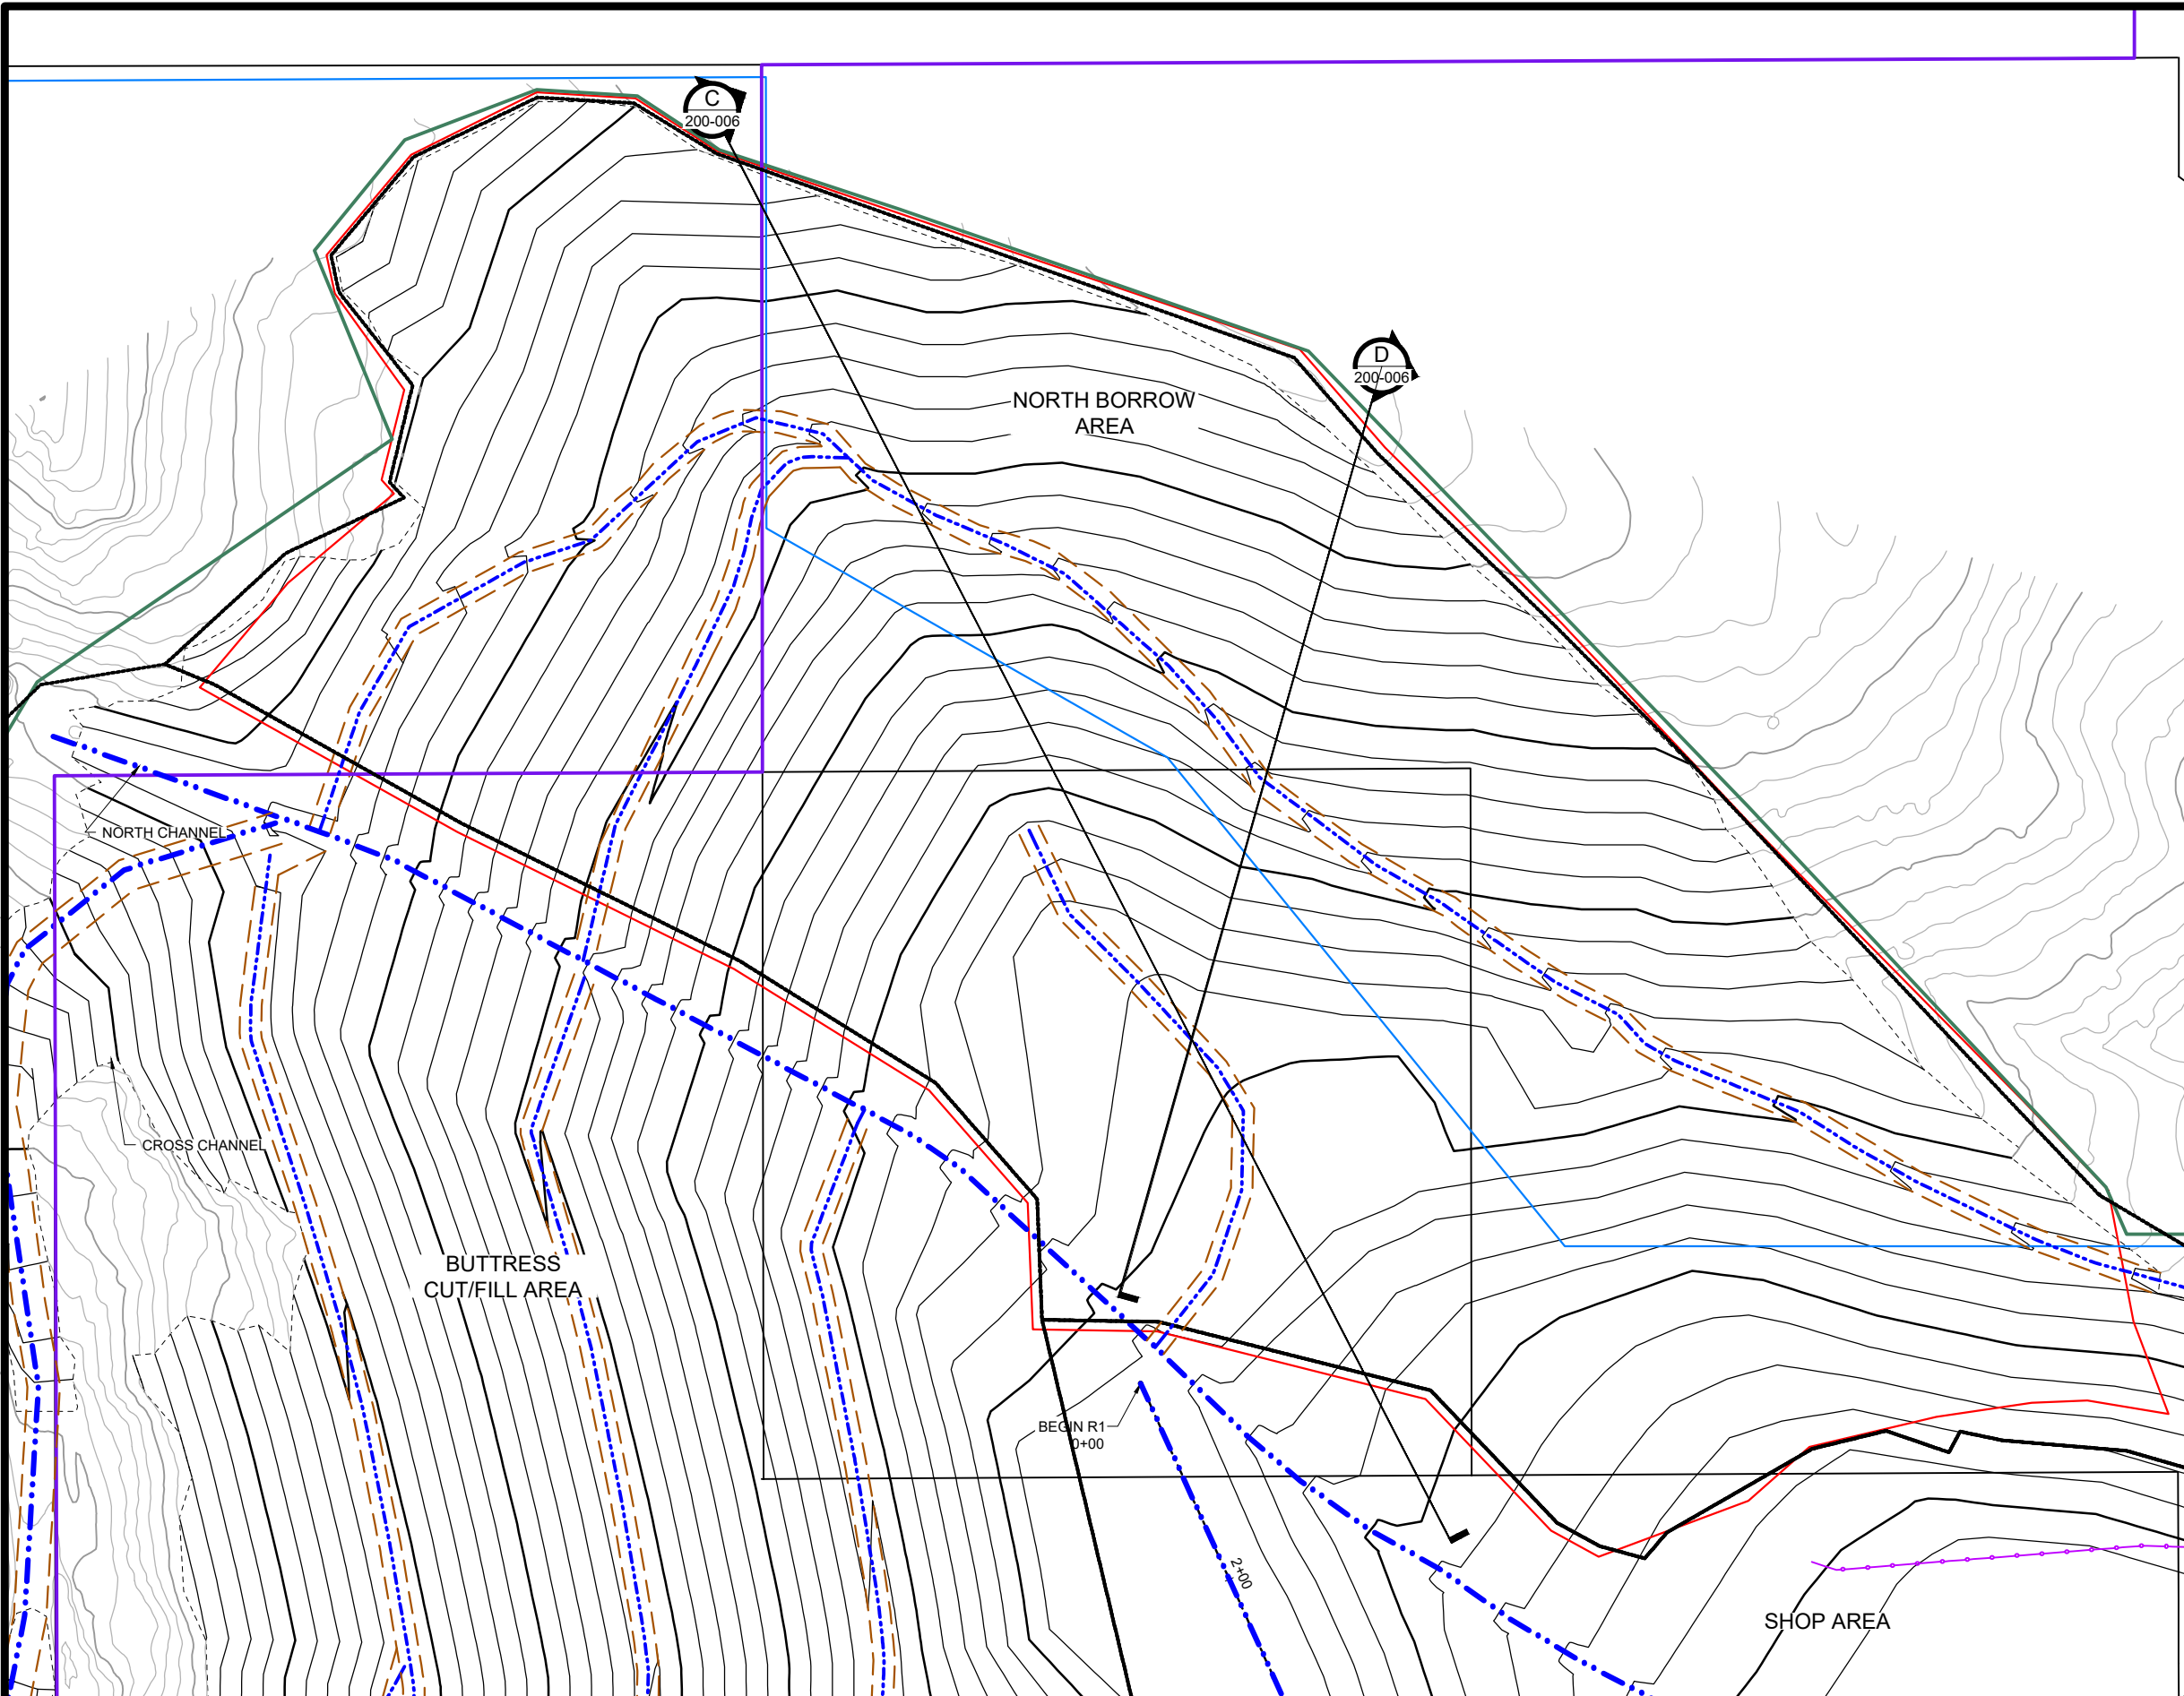 C
200-006
D
200-006
NORTH BORROW
AREA
NORTH CHANNEL
CROSS CHANNEL
BUTTRESS
CUT/FILL AREA
BEGIN R1
0+00
2+00
SHOP AREA